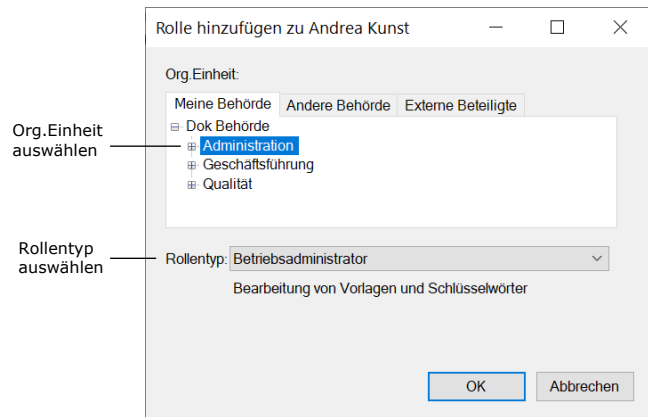 Rolle hinzufügen zu Andrea Kunst
Org.Einheit:
Meine Behörde Andere Behörde Externe Beteiligte
Dok Behörde
Org.Einheit
auswählen
Administration
Geschäftsführung
Qualität
Rollentyp
auswählen
Rollentyp: Betriebsadministrator
Bearbeitung von Vorlagen und Schlüsselwörter
OK Abbrechen